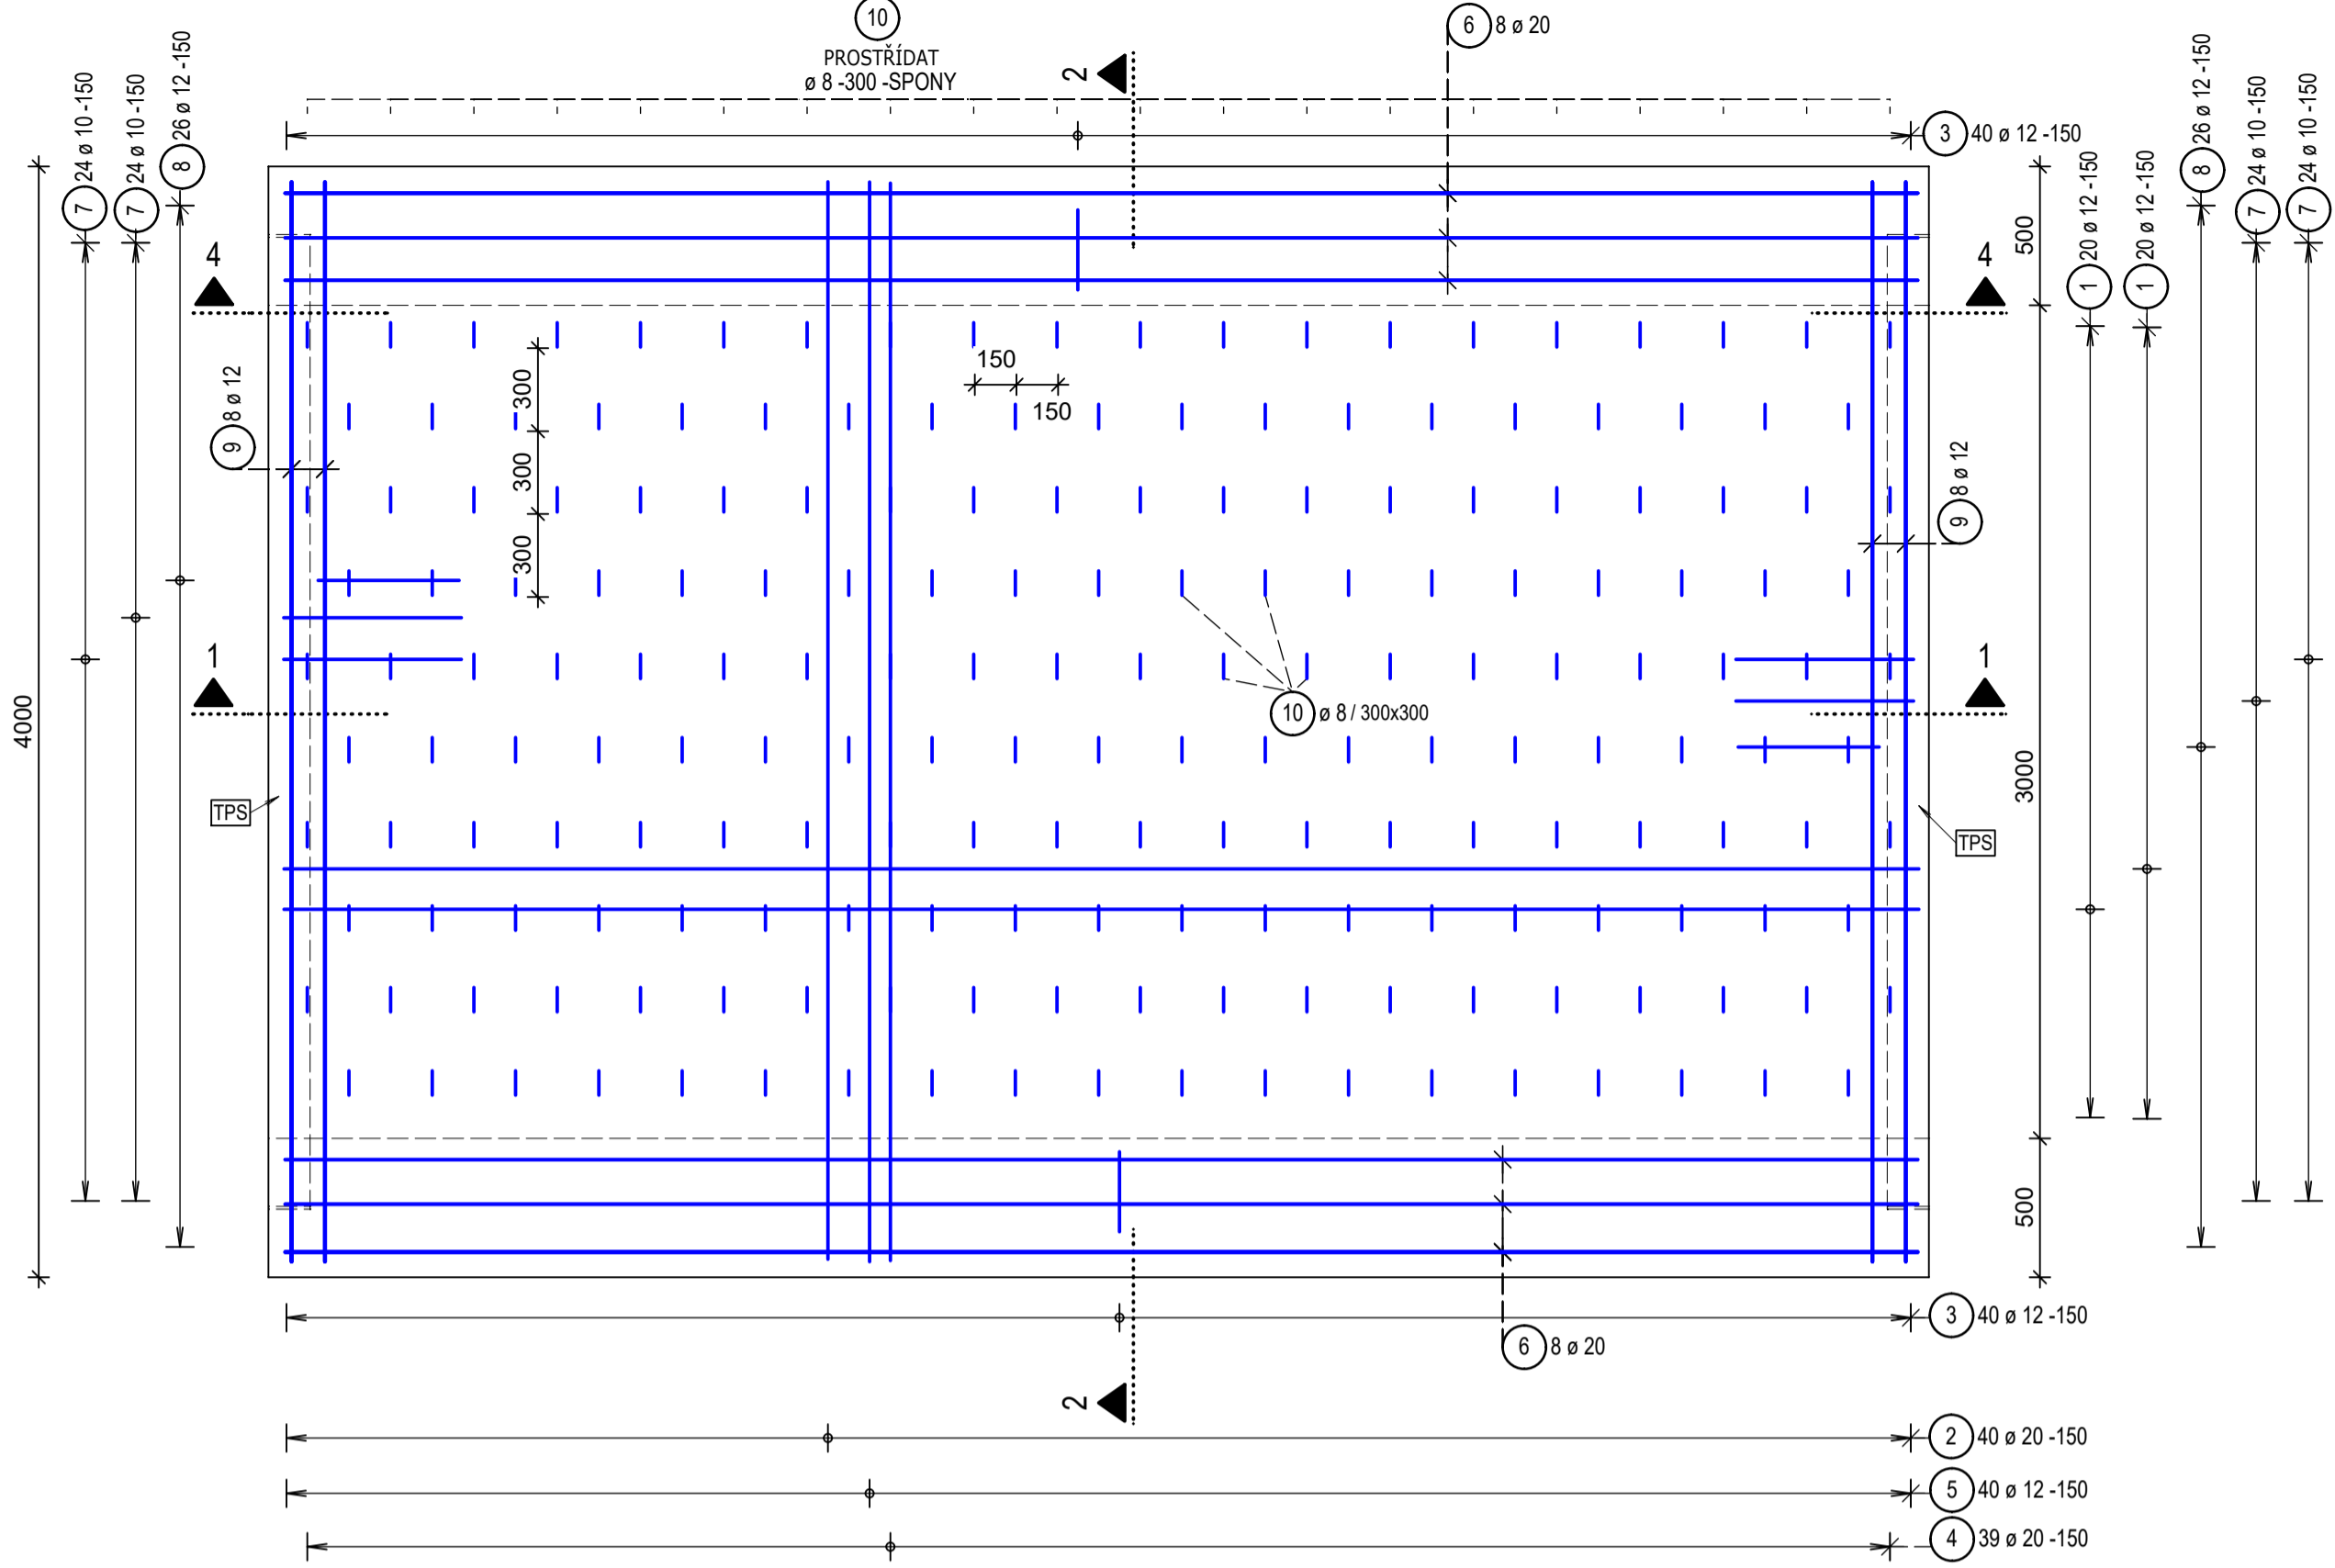 10
PROSTŘÍDAT
ø 8 -300 -SPONY
6 8 ø 20
2
3 40 ø 12 -150
7 24 ø 10 -150
7 24 ø 10 -150
8 26 ø 12 -150
1 20 ø 12 -150
1 20 ø 12 -150
8 26 ø 12 -150
7 24 ø 10 -150
7 24 ø 10 -150
500
4
4
150
150
300
300
300
9 8 ø 12
9 8 ø 12
1
1
4000
10 ø 8 / 300x300
3000
TPS
TPS
500
3 40 ø 12 -150
6 8 ø 20
2
2 40 ø 20 -150
5 40 ø 12 -150
4 39 ø 20 -150